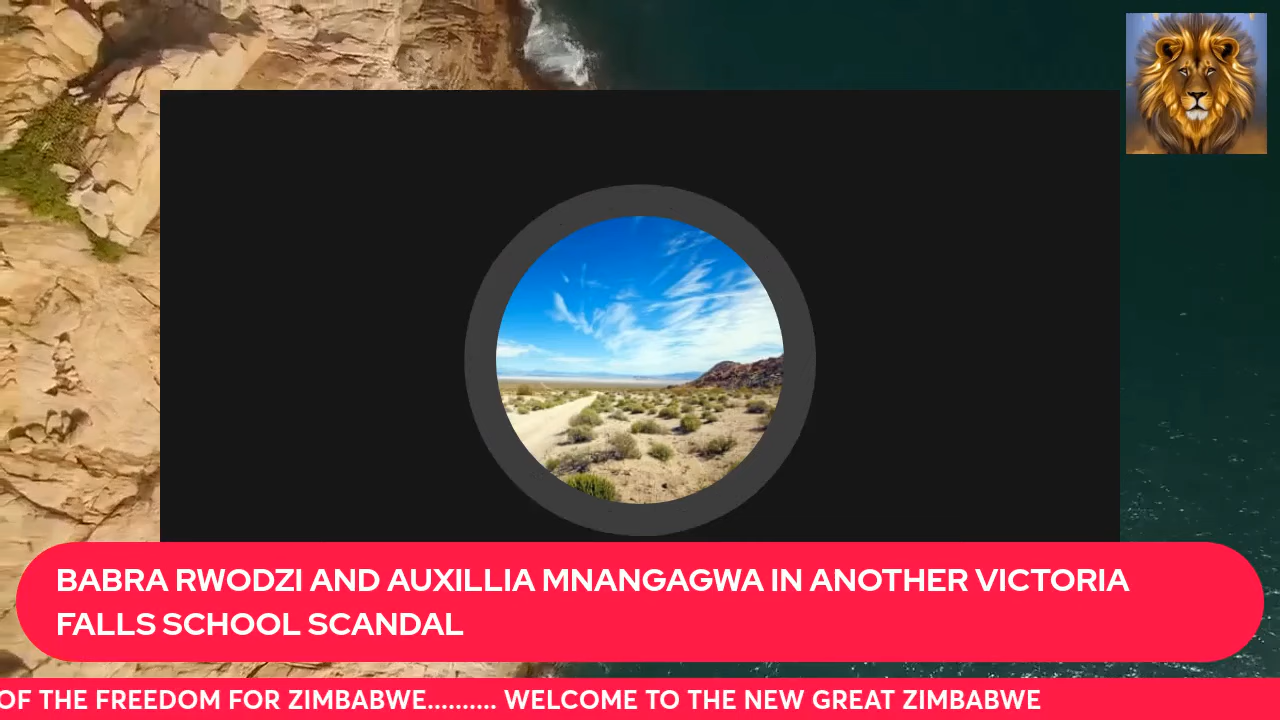 BABRA RWODZI AND AUXILLIA MNANGAGWA IN ANOTHER VICTORIA
FALLS SCHOOL SCANDAL
OF THE FREEDOM FOR ZIMBABWE.......... WELCOME TO THE NEW GREAT ZIMBABWE